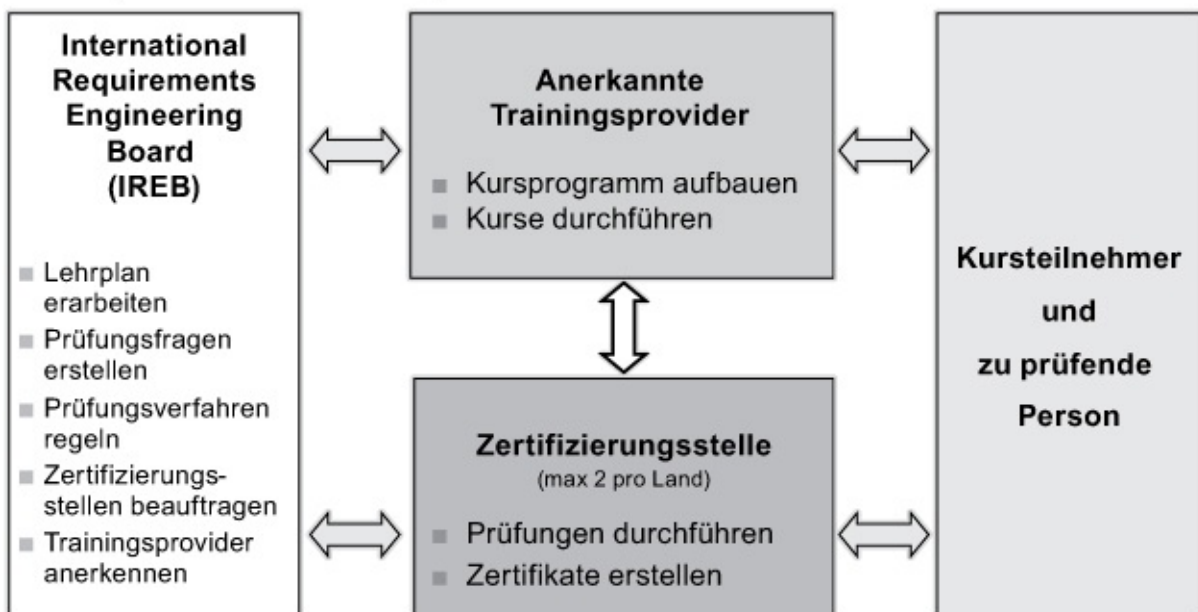 International
Requirements
Engineering
Board
(IREB)
■ Lehrplan
erarbeiten
■ Prüfungsfragen
erstellen
■ Prüfungsverfahren
regeln
■ Zertifizierungs-
stellen beauftragen
■ Trainingsprovider
anerkennen
Anerkannte
Trainingsprovider
■ Kursprogramm aufbauen
■ Kurse durchführen
Zertifizierungsstelle
(max 2 pro Land)
■ Prüfungen durchführen
■ Zertifikate erstellen
Kursteilnehmer
und
zu prüfende
Person